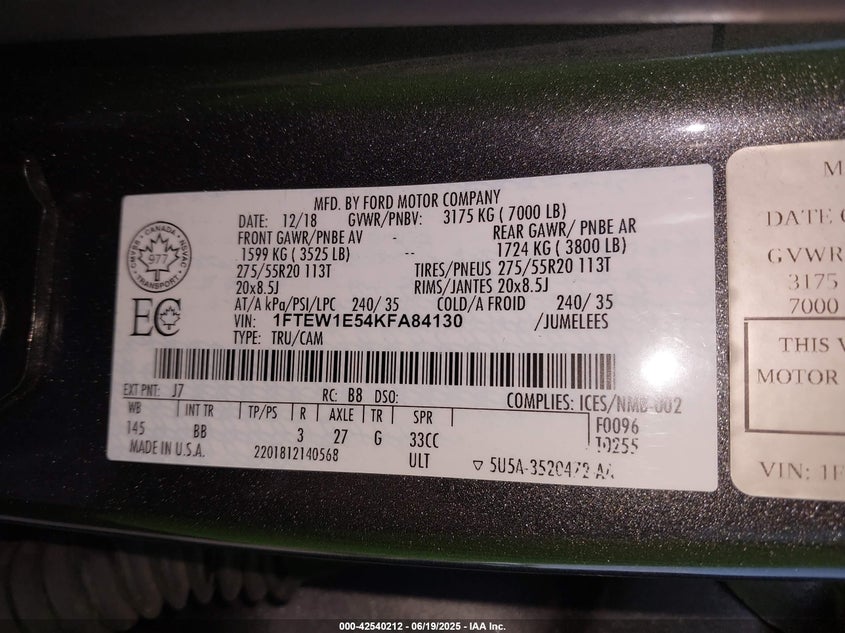 MFD. BY FORD MOTOR COMPANY
DATE: 12/18 GVWR/PNBV: 3175 KG ( 7000 LB)
FRONT GAWR/PNBE AV - REAR GAWR/ PNBE AR
1599 KG ( 3525 LB) -- 1724 KG ( 3800 LB)
275/55R20 113T TIRES/PNEUS 275/55R20 113T
20x8.5J RIMS/JANTES 20x8.5J
AT/A kPa/PSI/LPC 240/ 35 COLD/A FROID 240/ 35
VIN: 1FTEW1E54KFA84130 /JUMELEES
TYPE: TRU/CAM
CANADA
NSVAC
TRANSPORT
977
EC
EXT PNT: J7 RC: B8 DSO: COMPLIES: ICES/NMB-002
WB INT TR TP/PS R AXLE TR SPR F0096
145 BB 3 27 G 33CC 10255
MADE IN U.S.A. 2201812140568 ULT ▽ 5U5A-3520472-AA
DATE
GVWR
3175
7000
THIS V
MOTOR
VIN: 1F
000-42540212 - 06/19/2025 - IAA Inc.